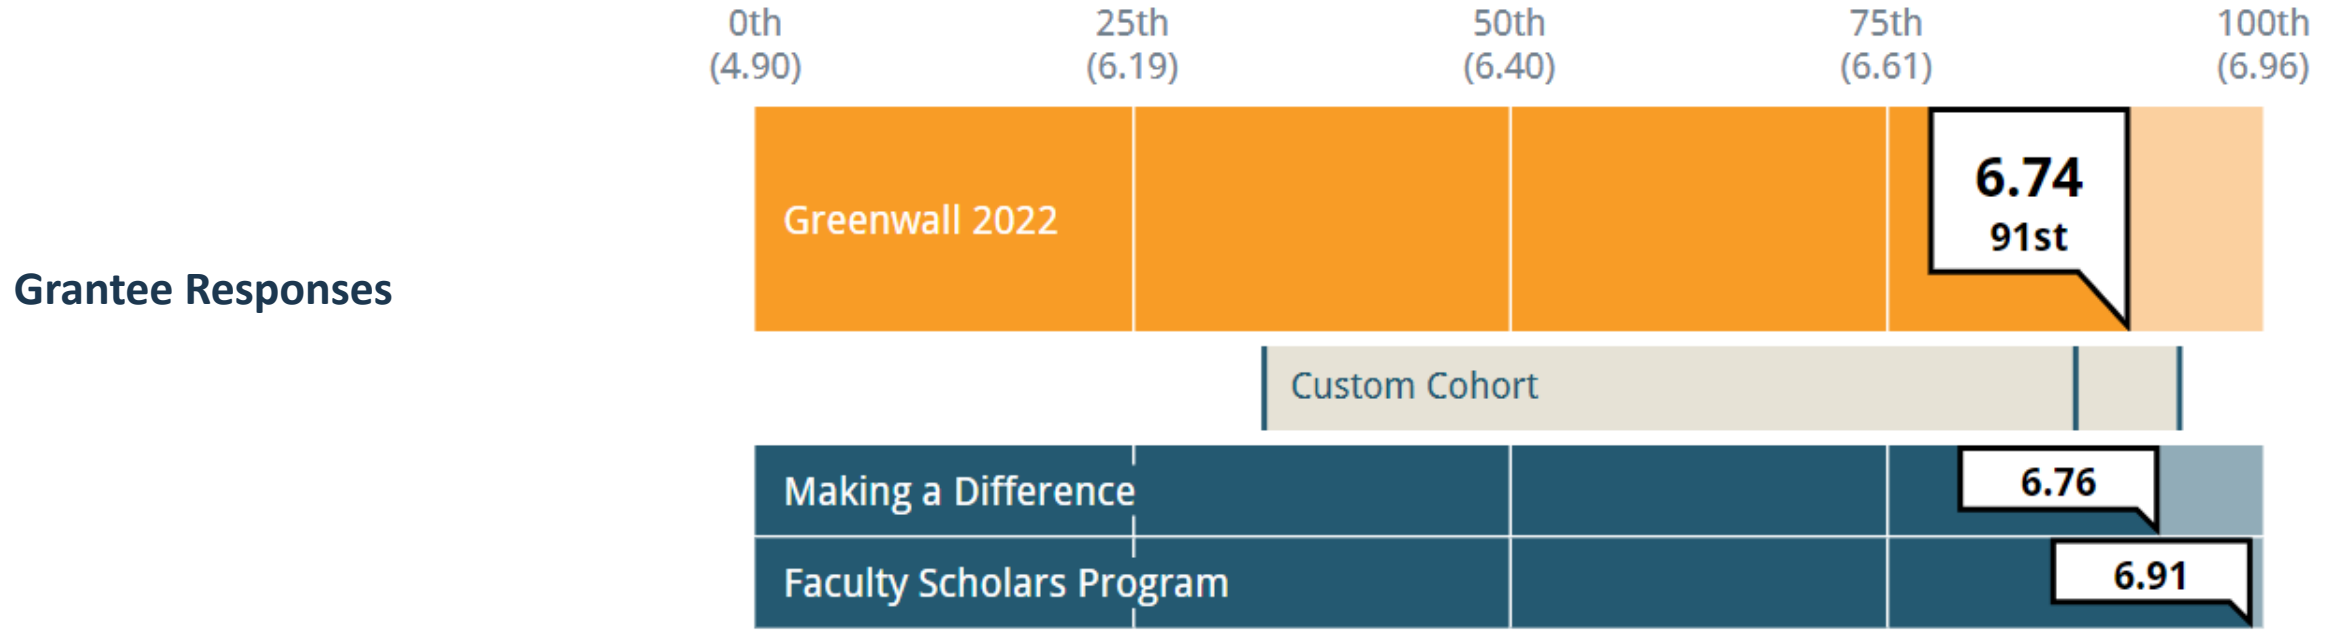 0th 25th 50th 75th 100th
(4.90) (6.19) (6.40) (6.61) (6.96)
6.74
Greenwall 2022
91st
Grantee Responses
Custom Cohort
Making a Difference 6.76
Faculty Scholars Program 6.91